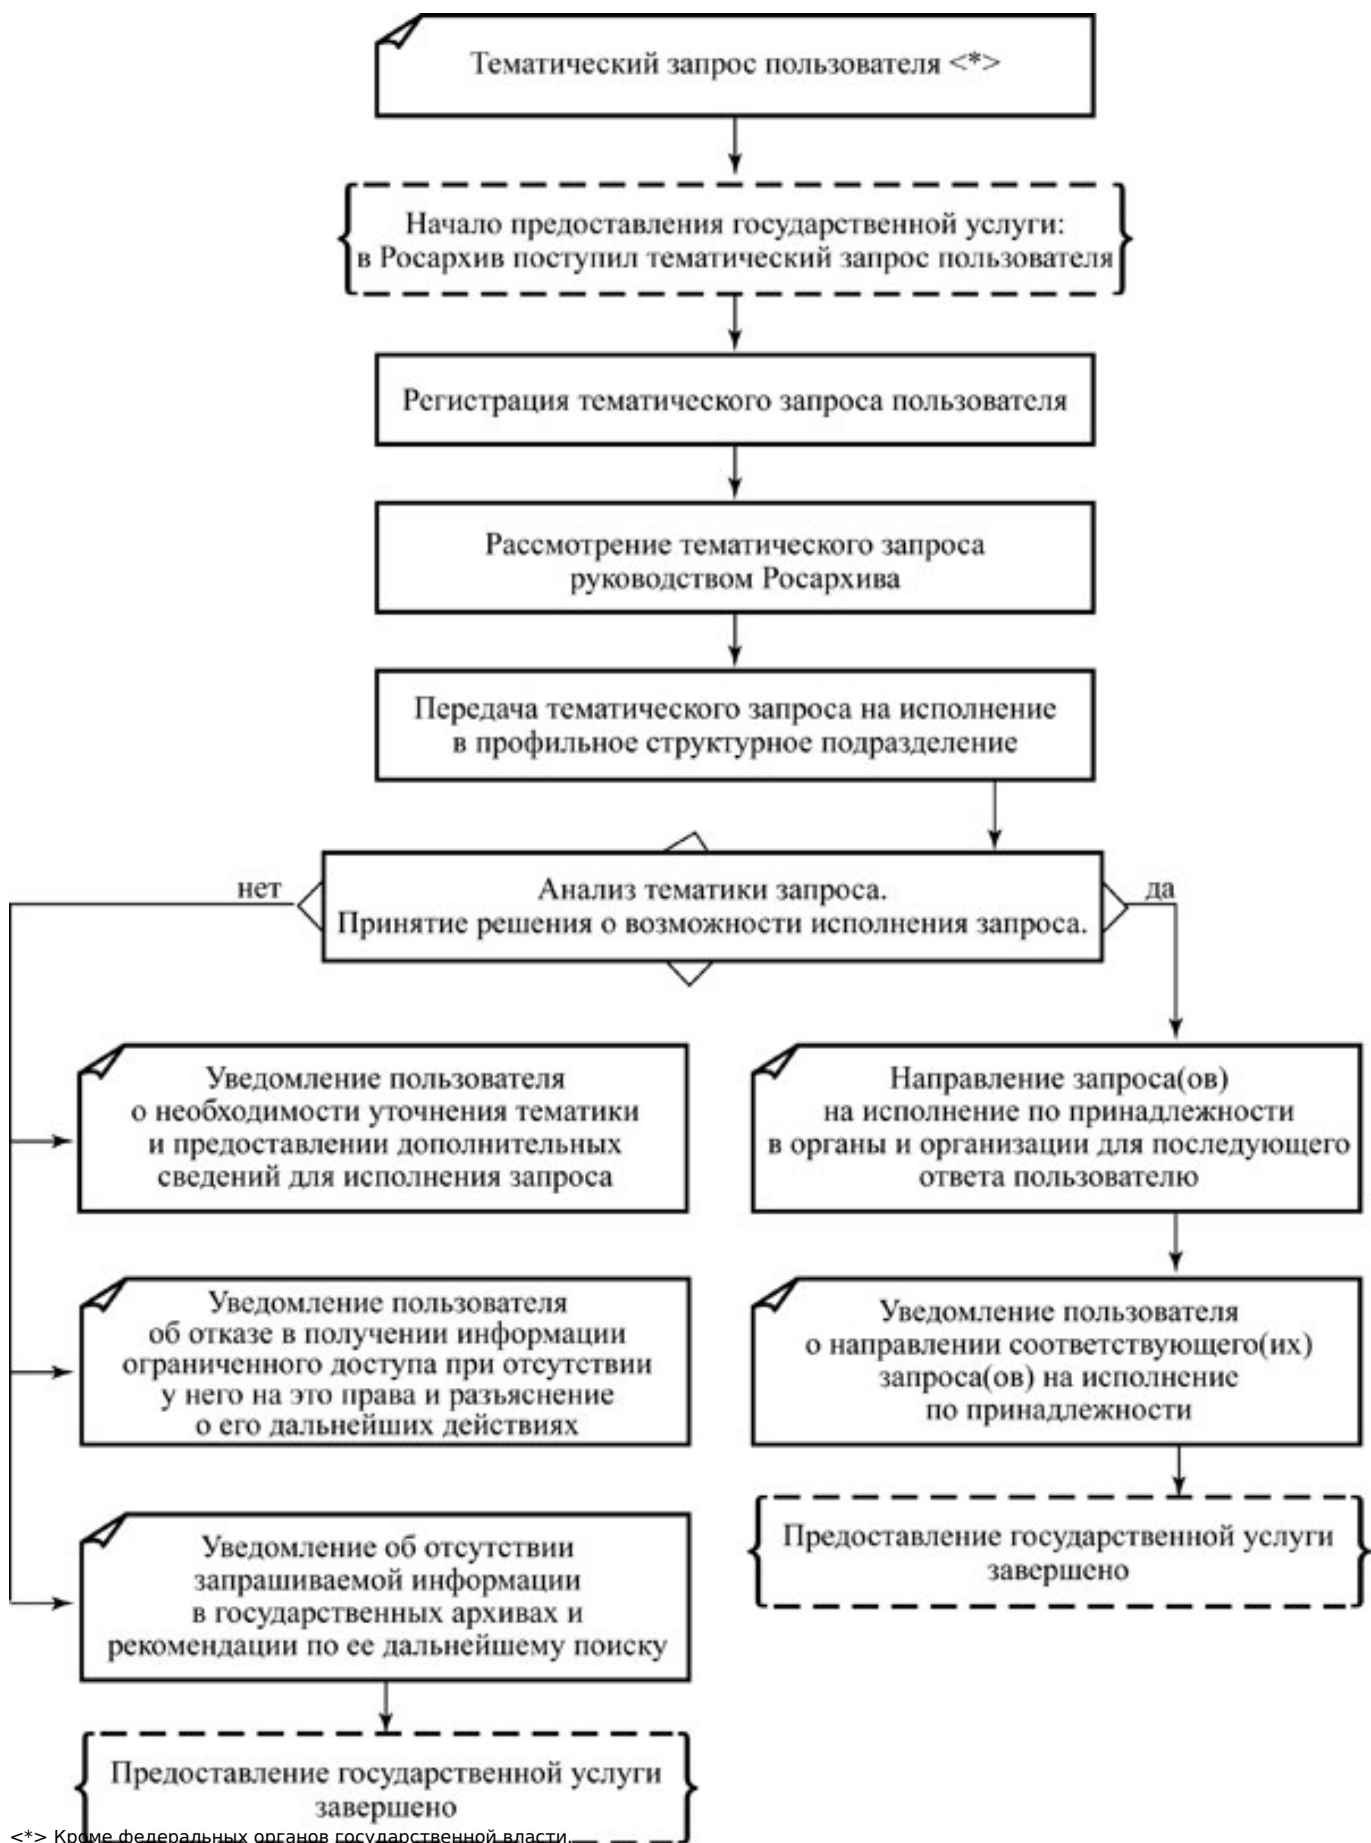 Тематический запрос пользователя <*>
Начало предоставления государственной услуги:
в Росархив поступил тематический запрос пользователя
Регистрация тематического запроса пользователя
Рассмотрение тематического запроса
руководством Росархива
Передача тематического запроса на исполнение
в профильное структурное подразделение
нет
Анализ тематики запроса.
Принятие решения о возможности исполнения запроса.
да
Уведомление пользователя
о необходимости уточнения тематики
и предоставлении дополнительных
сведений для исполнения запроса
Направление запроса(ов)
на исполнение по принадлежности
в органы и организации для последующего
ответа пользователю
Уведомление пользователя
об отказе в получении информации
ограниченного доступа при отсутствии
у него на это права и разъяснение
о его дальнейших действиях
Уведомление пользователя
о направлении соответствующего(их)
запроса(ов) на исполнение
по принадлежности
Уведомление об отсутствии
запрашиваемой информации
в государственных архивах и
рекомендации по ее дальнейшему поиску
Предоставление государственной услуги
завершено
Предоставление государственной услуги
завершено
<*> Кроме федеральных органов государственной власти.